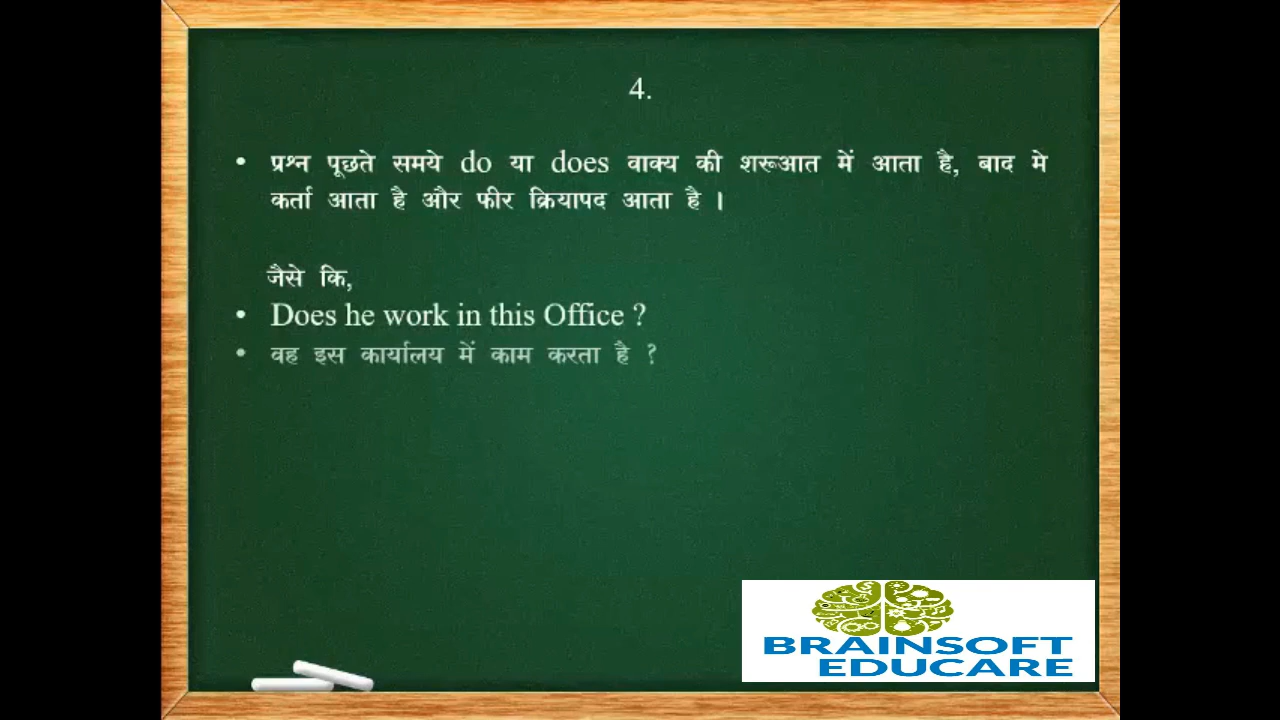 4.
• प्रश्न पूछते समये do या does वाक्य की शरूआत में आता है, बाद मे
कर्ता आता है और फीर क्रियापद आता है ।
जैसे कि,
• Does he work in this Office ?
• वह इस कार्यालय में काम करता है ?
BRAINSOFT
EDUCARE